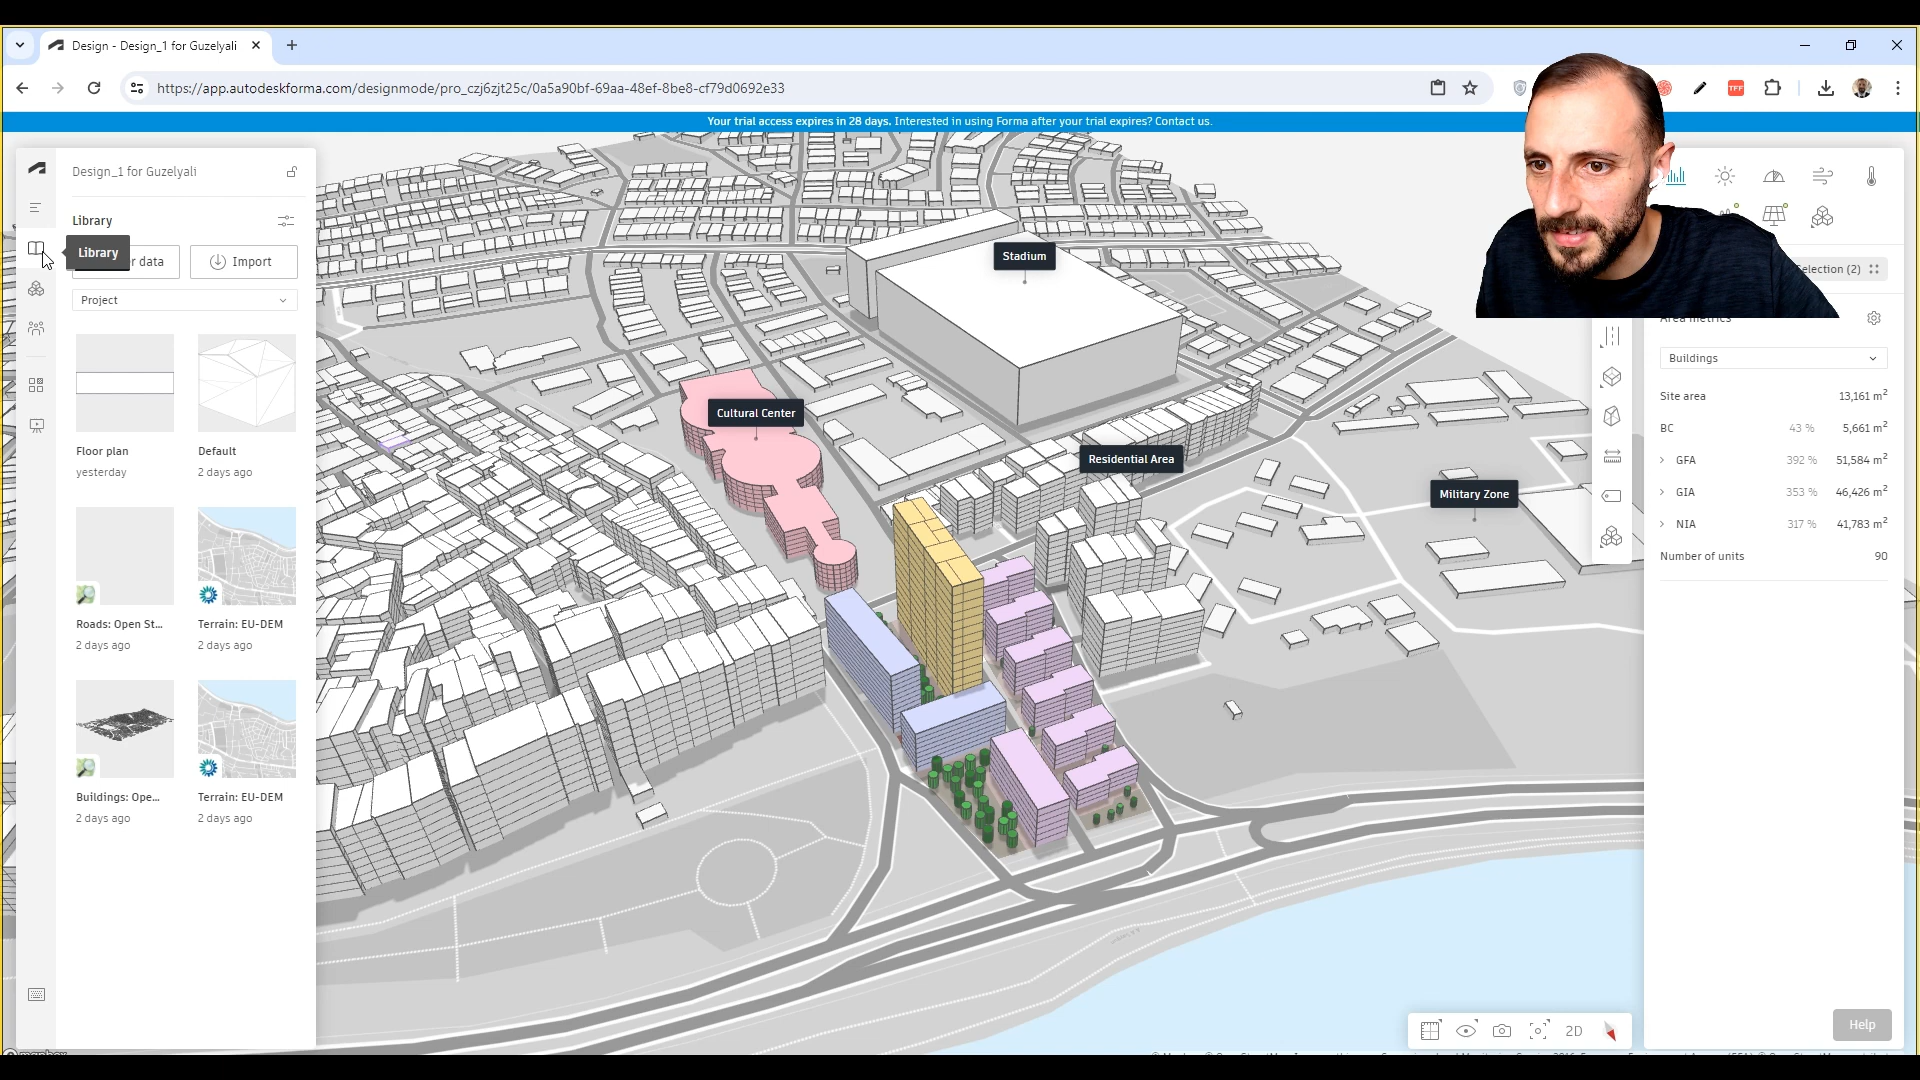 Design - Design_1 for Guzelyali
https://app.autodeskforma.com/designmode/pro_czj6zjt25c/0a5a90bf-69aa-48ef-8be8-cf79d0692e33
TFF
Your trial access expires in 28 days. Interested in using Forma after your trial expires? Contact us.
Design_1 for Guzelyali
Library
Library
data
Import
Project
Floor plan
yesterday
Default
2 days ago
Roads: Open St...
2 days ago
Terrain: EU-DEM
2 days ago
Buildings: Ope...
2 days ago
Terrain: EU-DEM
2 days ago
Stadium
Cultural Center
Residential Area
Military Zone
Selection (2)
Area metrics
Buildings
Site area 13,161 m²
BC 43 % 5,661 m²
GFA 392 % 51,584 m²
GIA 353 % 46,426 m²
NIA 317 % 41,783 m²
Number of units 90
2D
Help